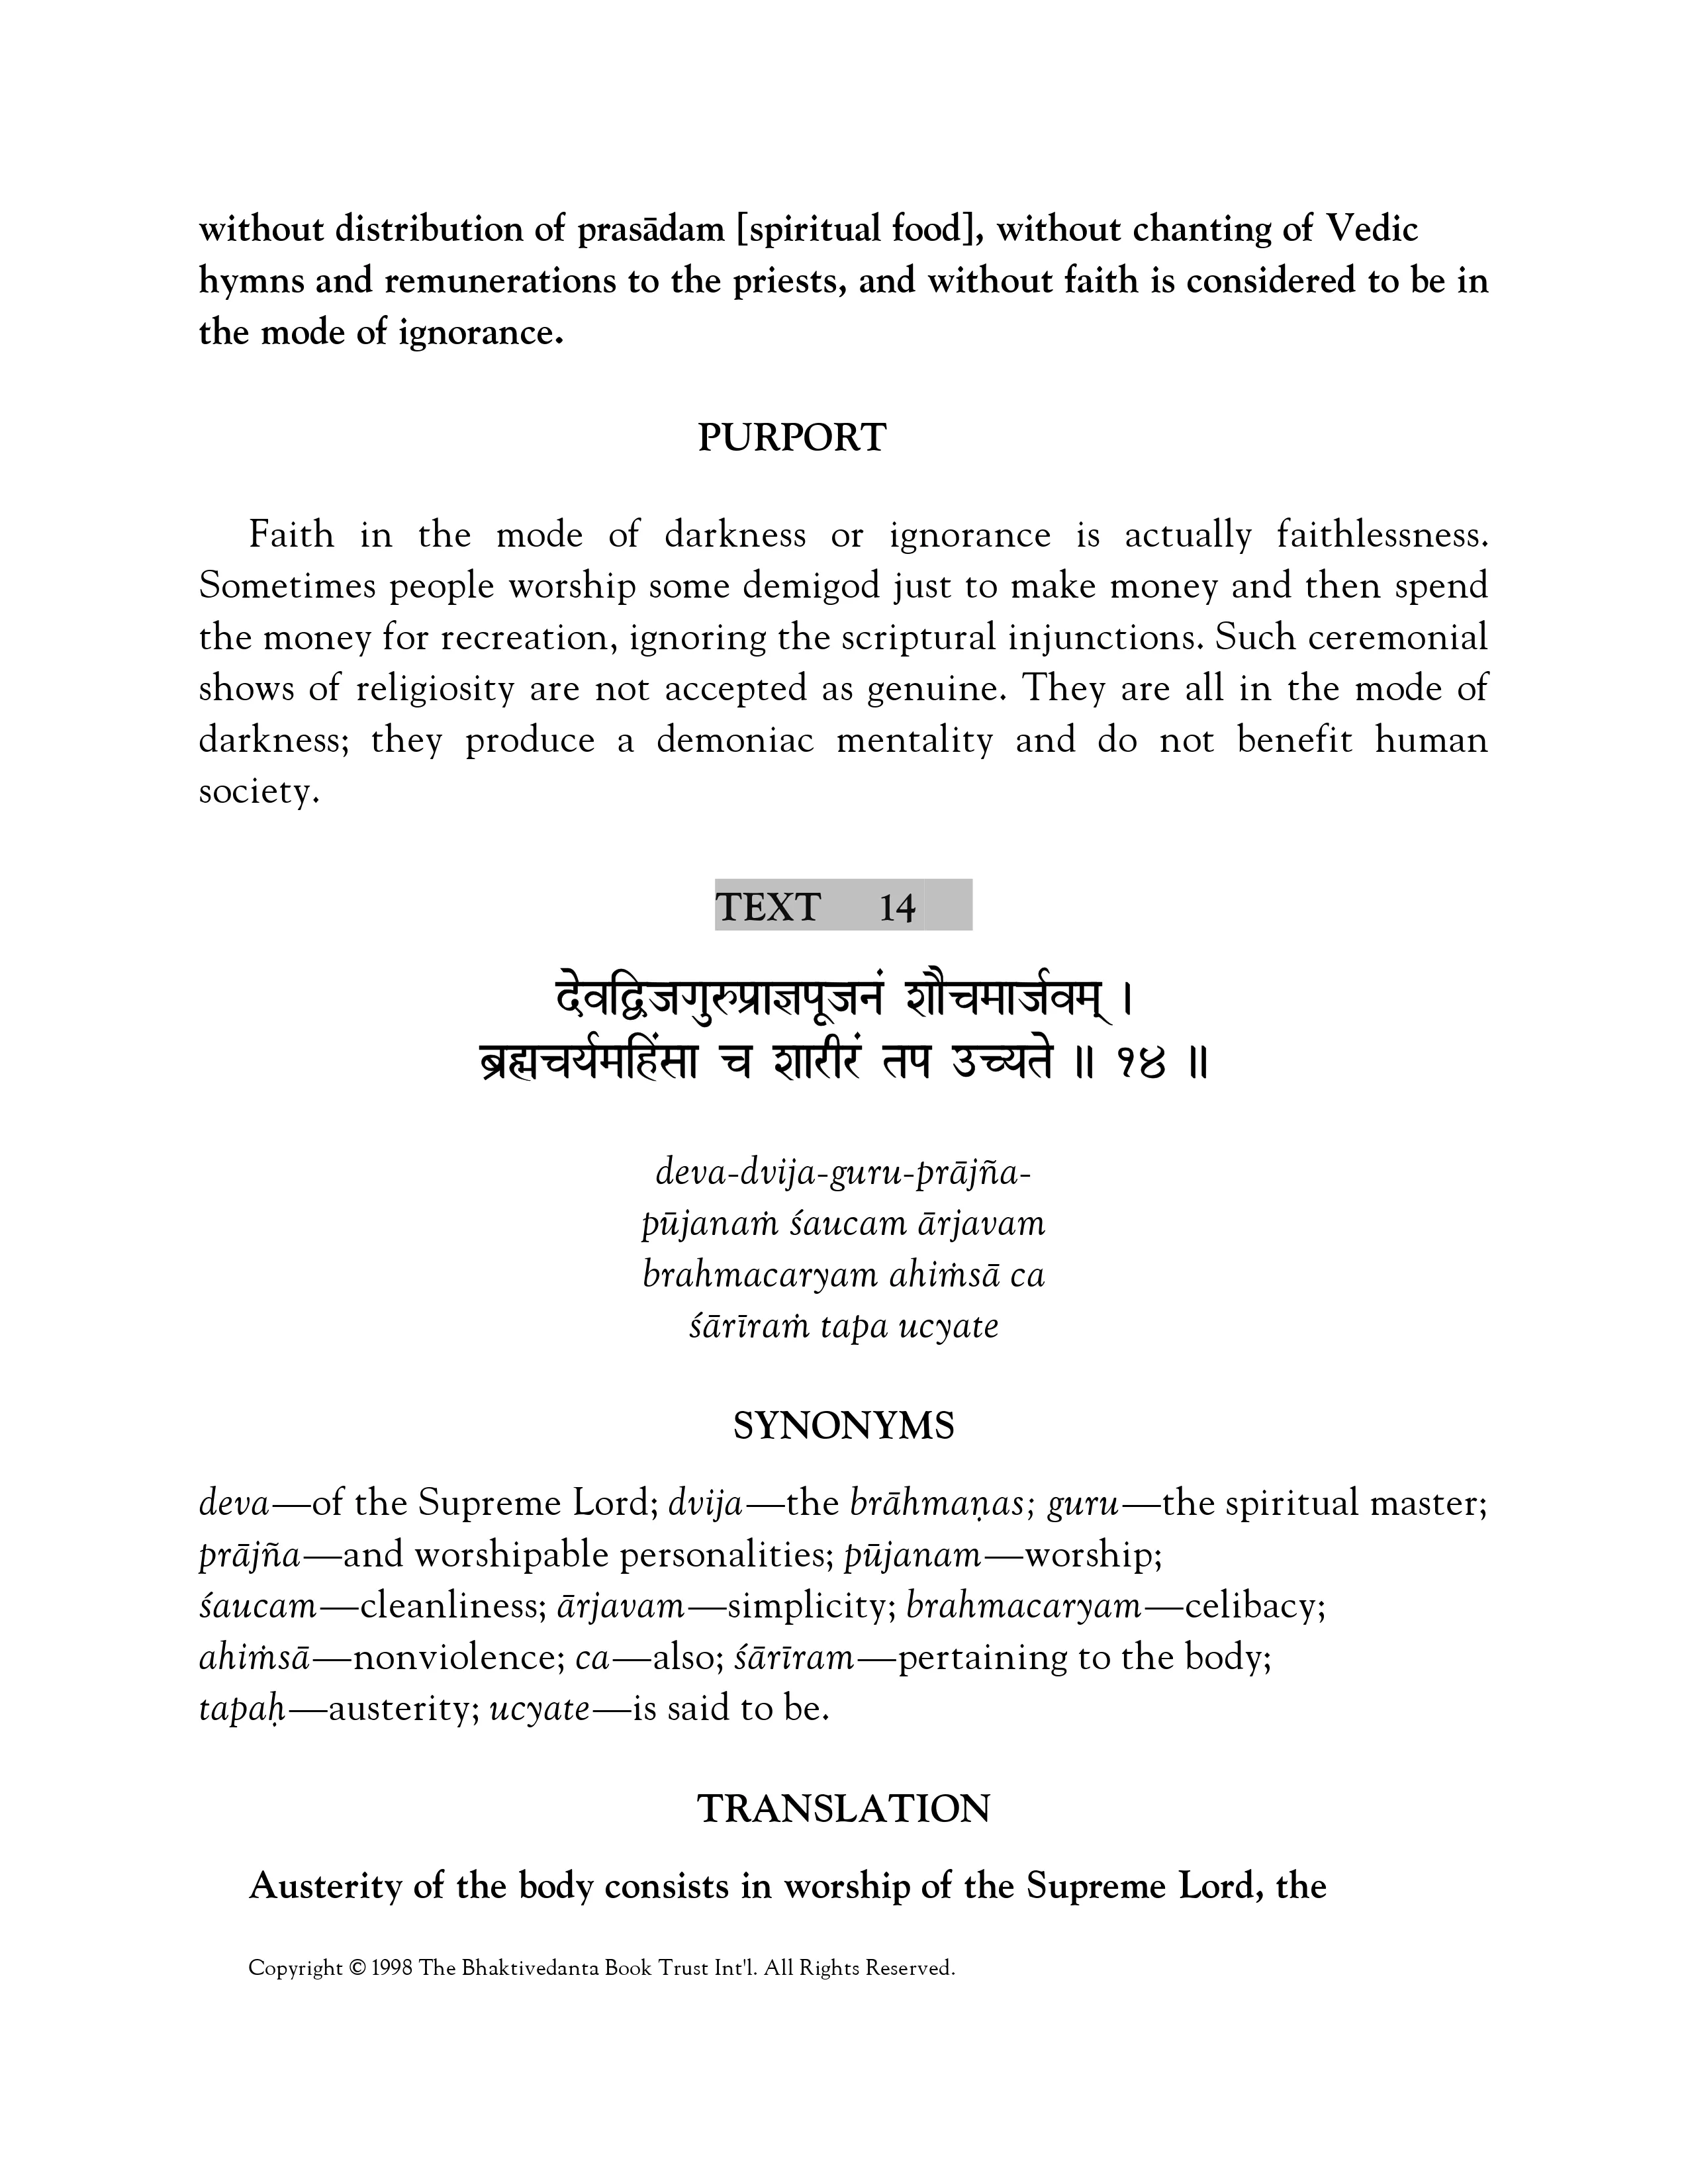 without distribution of prasādam [spiritual food], without chanting of Vedic
hymns and remunerations to the priests, and without faith is considered to be in
the mode of ignorance.
PURPORT
Faith in the mode of darkness or ignorance is actually faithlessness.
Sometimes people worship some demigod just to make money and then spend
the money for recreation, ignoring the scriptural injunctions. Such ceremonial
shows of religiosity are not accepted as genuine. They are all in the mode of
darkness; they produce a demoniac mentality and do not benefit human
society.
TEXT 14
देवद्विजगुरुप्राज्ञपूजनं शौचमार्जवम् ।
ब्रह्मचर्यमहिंसा च शारीरं तप उच्यते ॥ १४ ॥
deva-dvija-guru-prājña-
pūjanaṁ śaucam ārjavam
brahmacaryam ahiṁsā ca
śārīraṁ tapa ucyate
SYNONYMS
deva—of the Supreme Lord; dvija—the brāhmaṇas; guru—the spiritual master;
prājña—and worshipable personalities; pūjanam—worship;
śaucam—cleanliness; ārjavam—simplicity; brahmacaryam—celibacy;
ahiṁsā—nonviolence; ca—also; śārīram—pertaining to the body;
tapaḥ—austerity; ucyate—is said to be.
TRANSLATION
Austerity of the body consists in worship of the Supreme Lord, the
Copyright © 1998 The Bhaktivedanta Book Trust Int'l. All Rights Reserved.